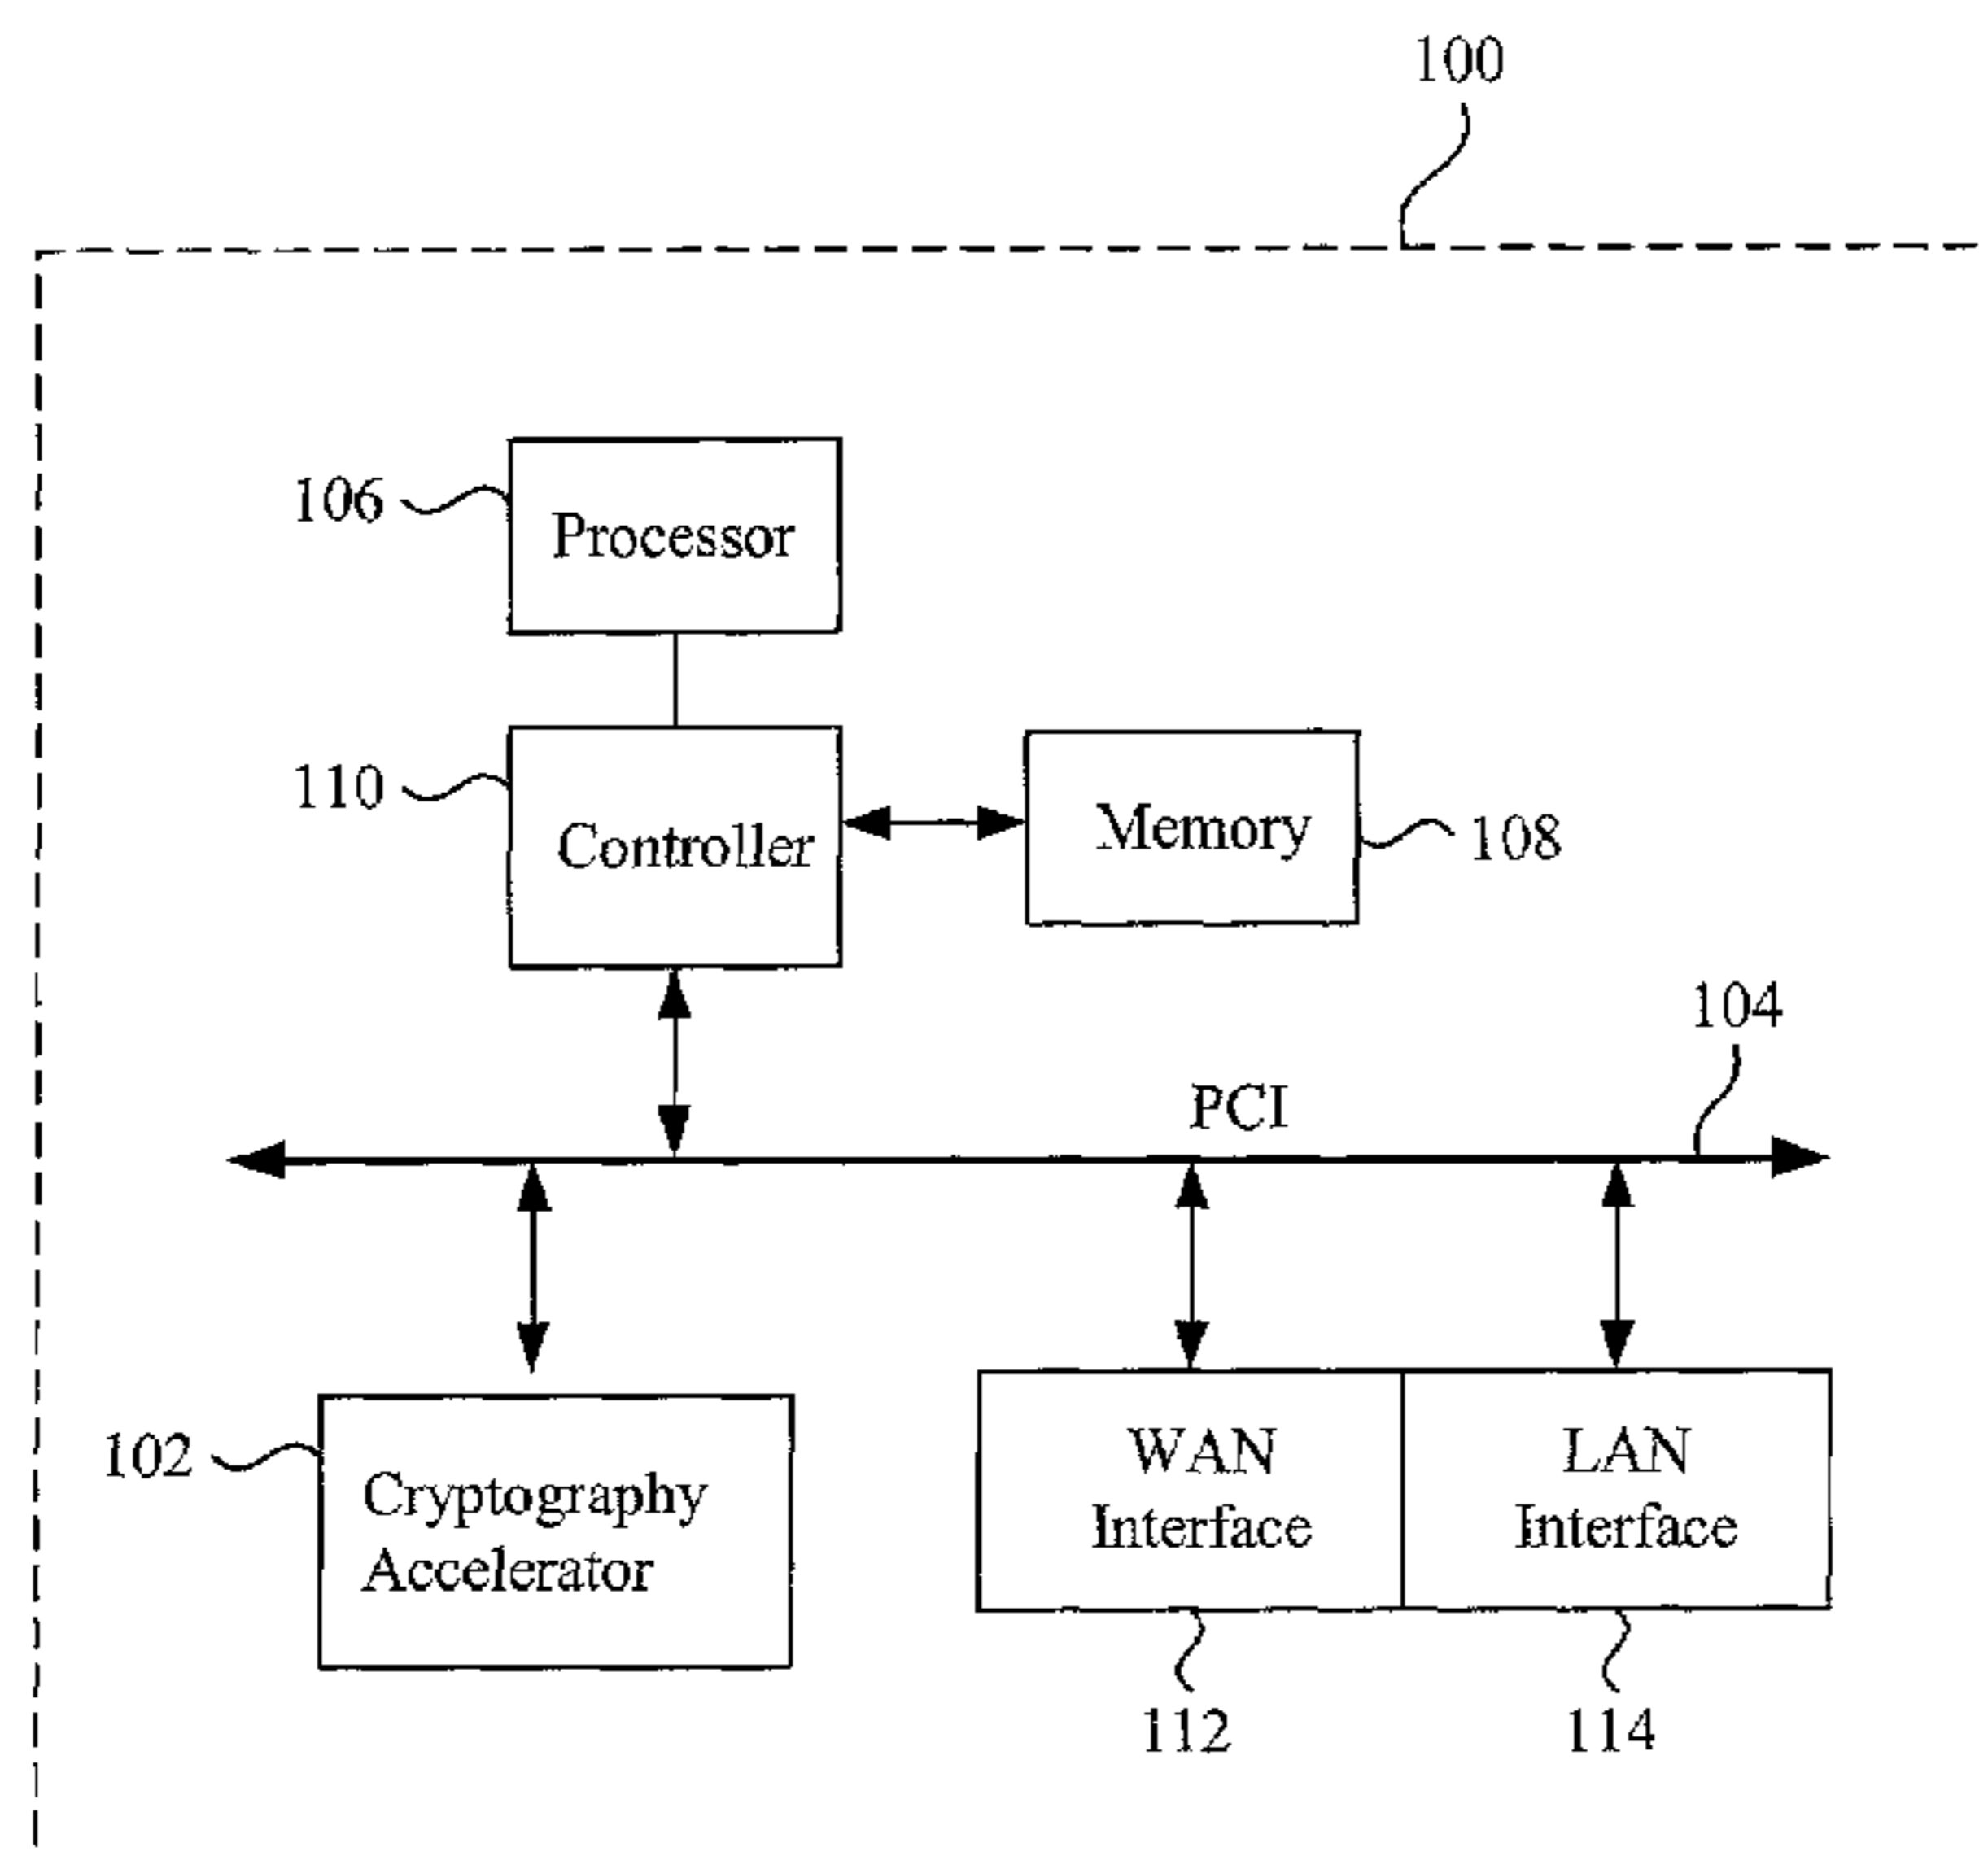 100
106
Processor
110
Controller
Memory
108
104
PCI
102
Cryptography
Accelerator
WAN
Interface
LAN
Interface
112
114